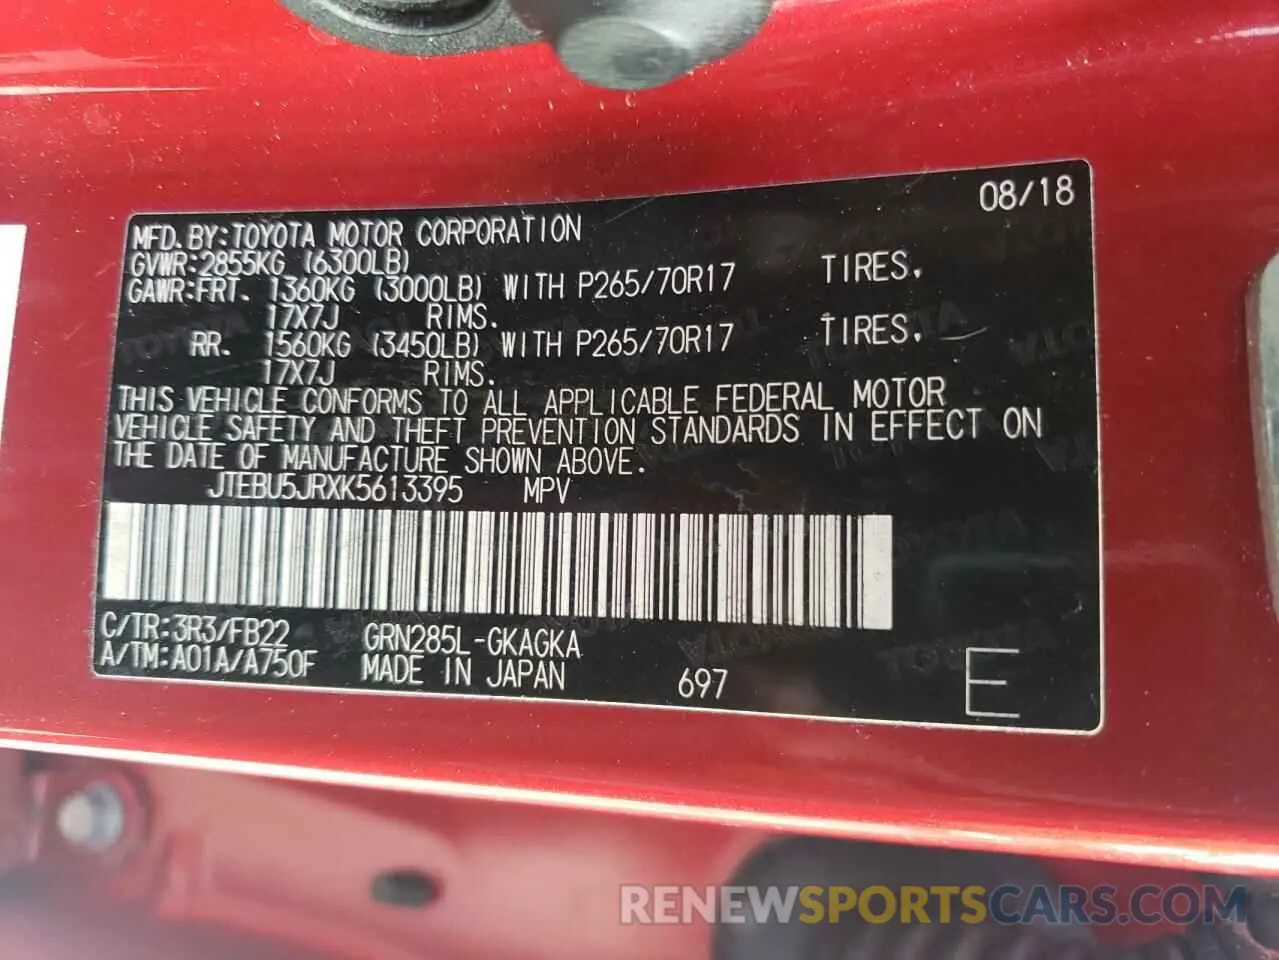 08/18
MFD.BY:TOYOTA MOTOR CORPORATION
GVWR:2855KG (6300LB)
GAWR:FRT. 1360KG (3000LB) WITH P265/70R17 TIRES,
17X7J RIMS.
RR. 1560KG (3450LB) WITH P265/70R17 TIRES,
17X7J RIMS.
THIS VEHICLE CONFORMS TO ALL APPLICABLE FEDERAL MOTOR
VEHICLE SAFETY AND THEFT PREVENTION STANDARDS IN EFFECT ON
THE DATE OF MANUFACTURE SHOWN ABOVE.
JTEBU5JRXK5613395 MPV
C/TR:3R3/FB22 GRN285L-GKAGKA
A/TM:A01A/A750F MADE IN JAPAN 697 E
RENEWSPORTSCARS.COM